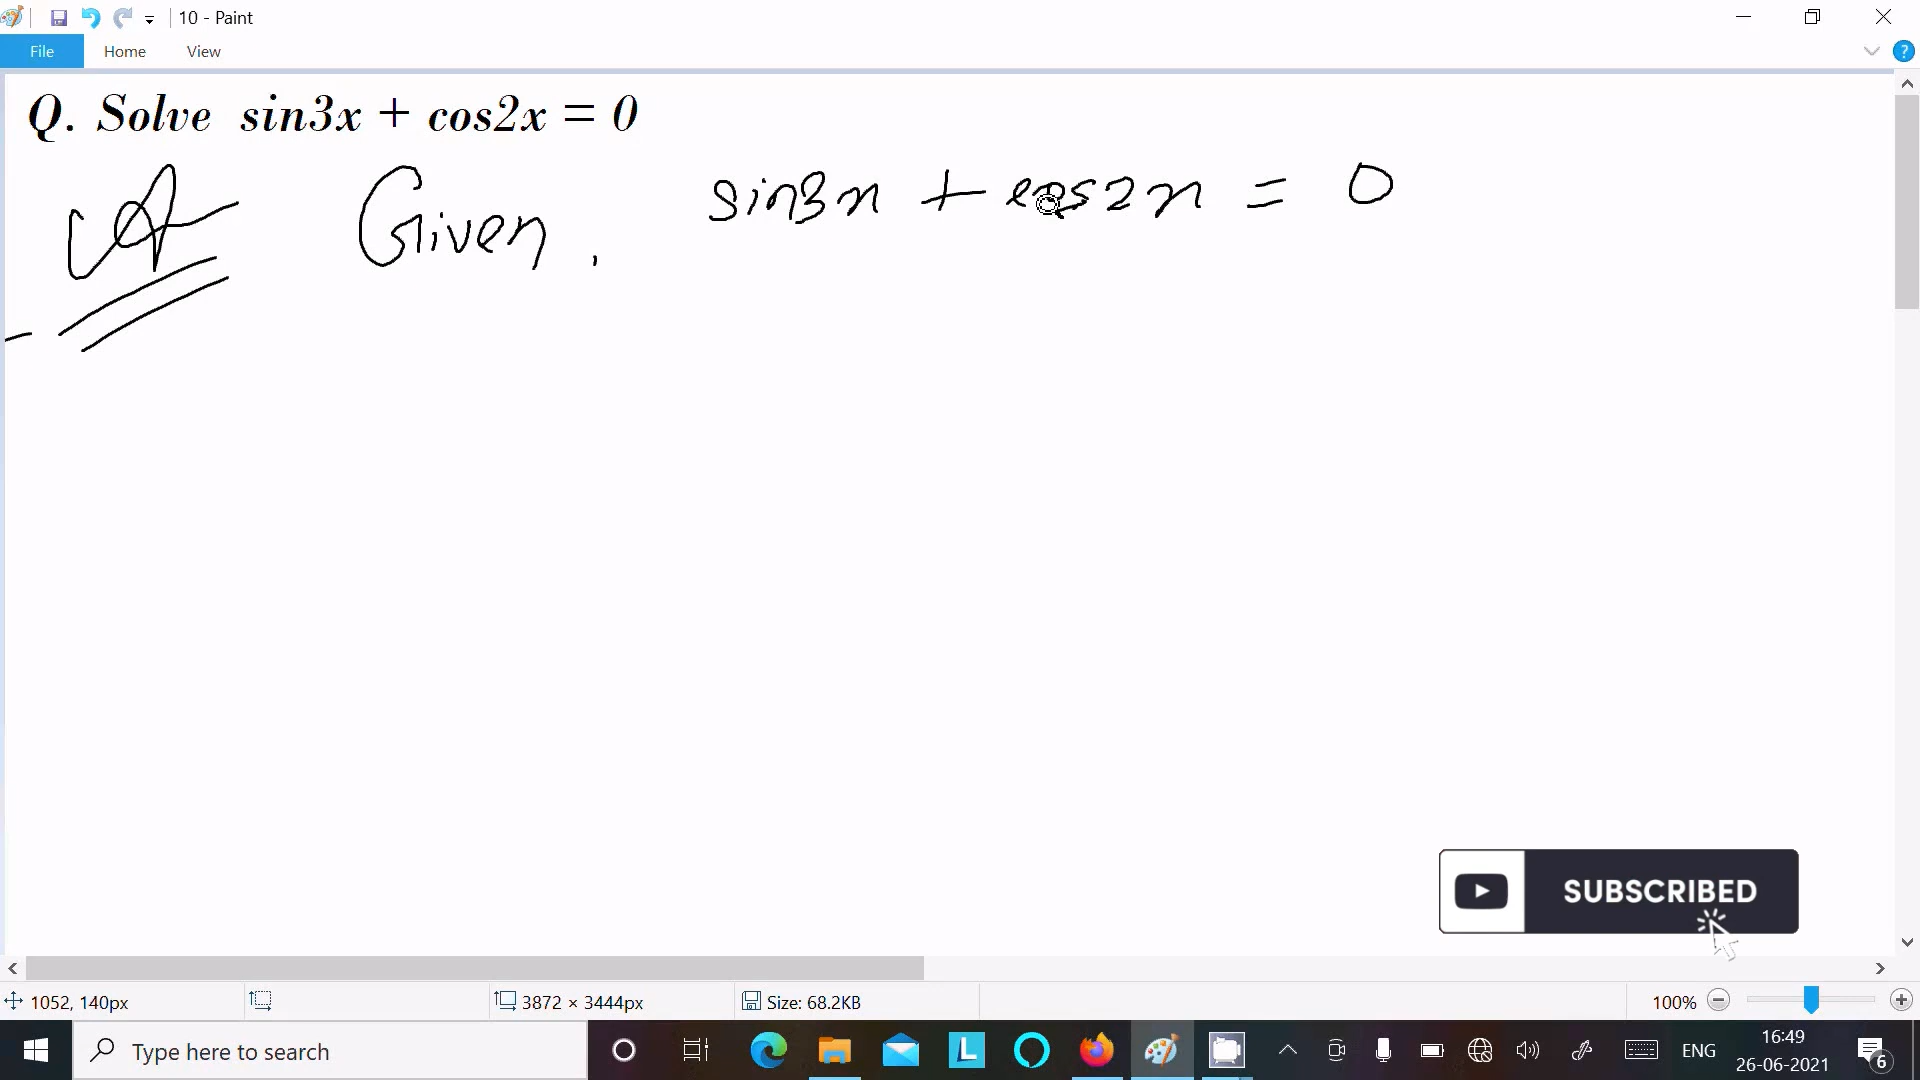 10 - Paint
File Home View
Q. Solve sin3x + cos2x = 0
Given, sin3x + cos2x = 0
SUBSCRIBED
1052, 140px 3872 × 3444px Size: 68.2KB 100%
Type here to search L ENG 16:49
26-06-2021 6